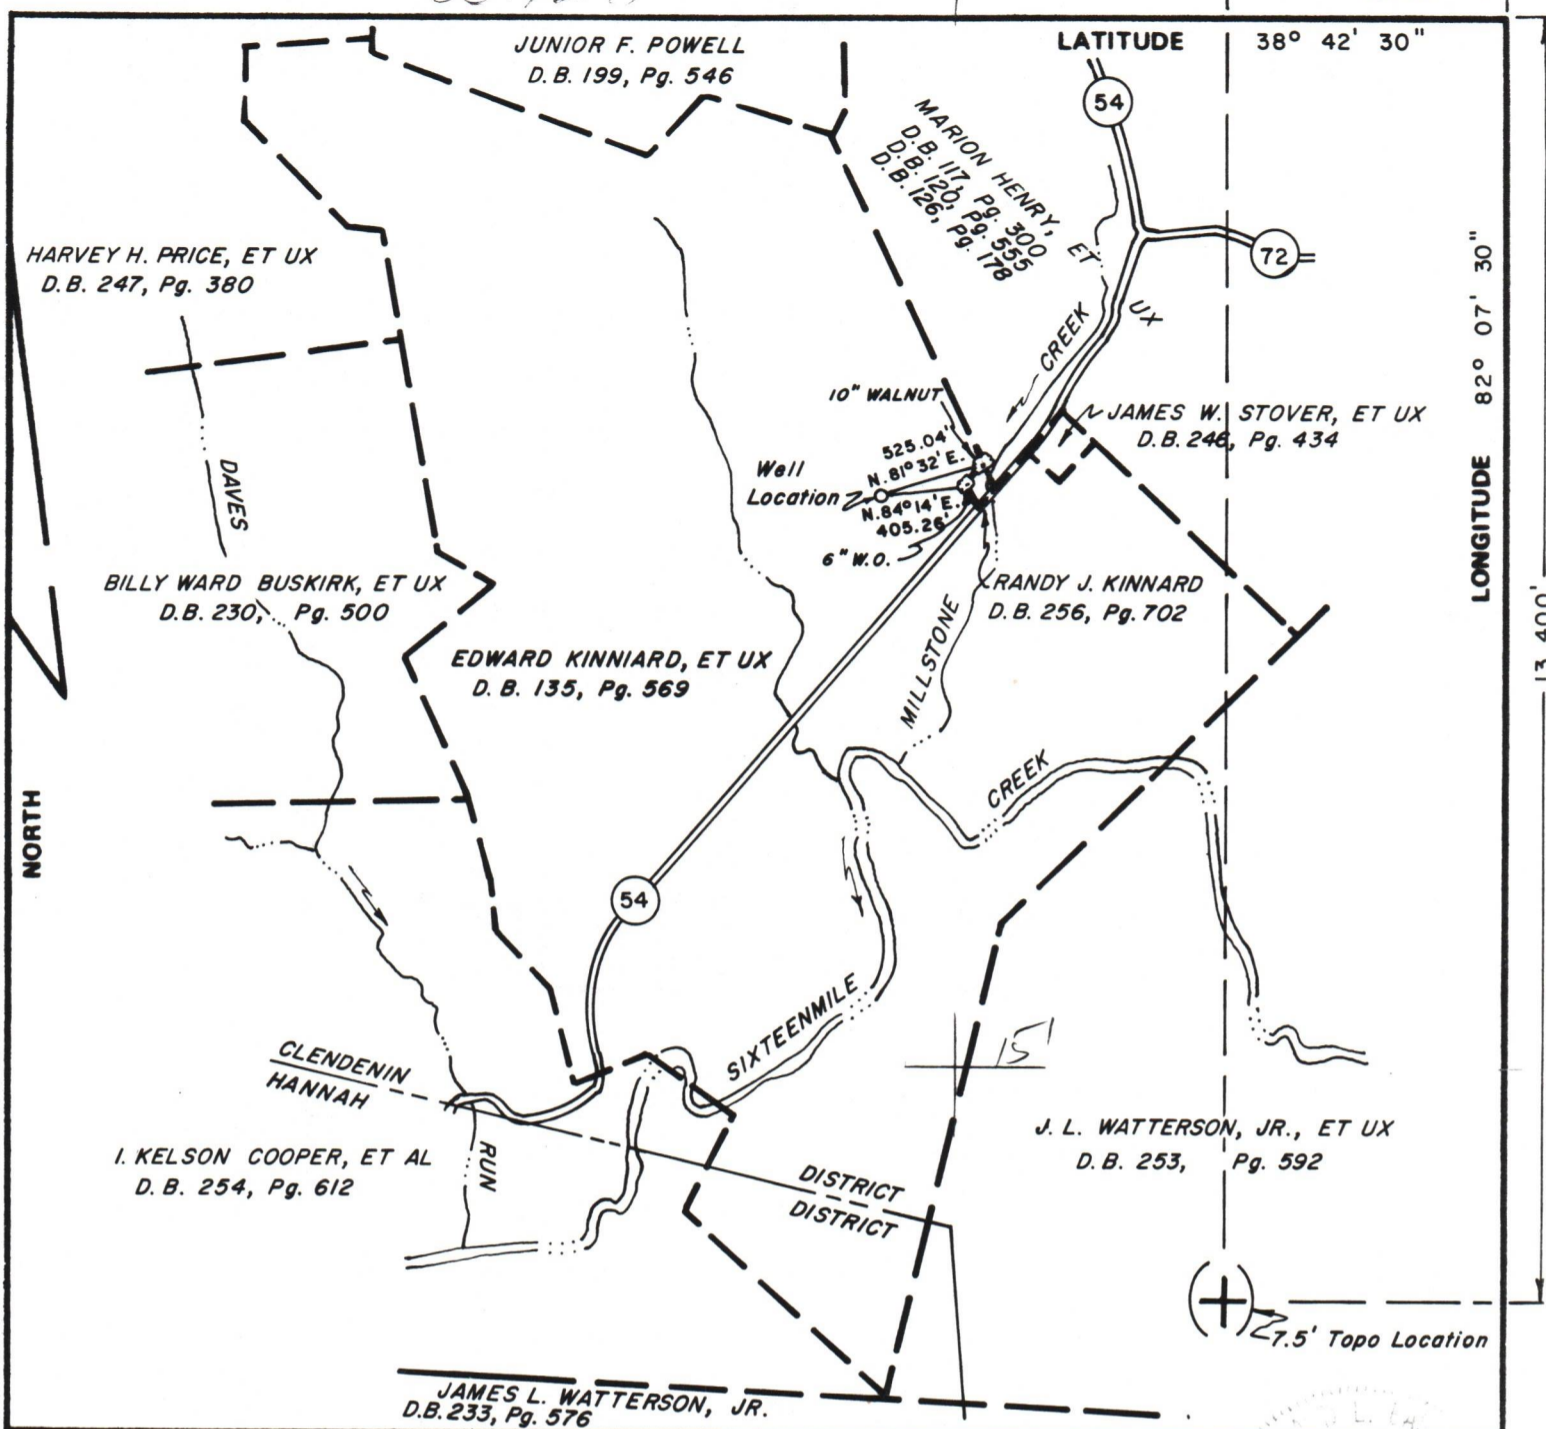 LATITUDE 38° 42' 30"
JUNIOR F. POWELL
D.B. 199, Pg. 546
54
MARION HENRY, ET UX
D.B. 117, Pg. 300
D.B. 120, Pg. 555
D.B. 126, Pg. 178
72
HARVEY H. PRICE, ET UX
D.B. 247, Pg. 380
LONGITUDE 82° 07' 30"
CREEK
10" WALNUT
JAMES W. STOVER, ET UX
D.B. 246, Pg. 434
525.04'
N. 81° 32' E.
Well
Location
N. 84° 14' E.
405.26'
6" W.O.
DAVES
BILLY WARD BUSKIRK, ET UX
D.B. 230, Pg. 500
RANDY J. KINNARD
D.B. 256, Pg. 702
13,400'
EDWARD KINNIARD, ET UX
D.B. 135, Pg. 569
MILLSTONE
CREEK
NORTH
54
SIXTEENMILE
15'
CLENDENIN
HANNAH
J. L. WATTERSON, JR., ET UX
D.B. 253, Pg. 592
I. KELSON COOPER, ET AL
D.B. 254, Pg. 612
RUN
DISTRICT
DISTRICT
7.5' Topo Location
JAMES L. WATTERSON, JR.
D.B. 233, Pg. 576